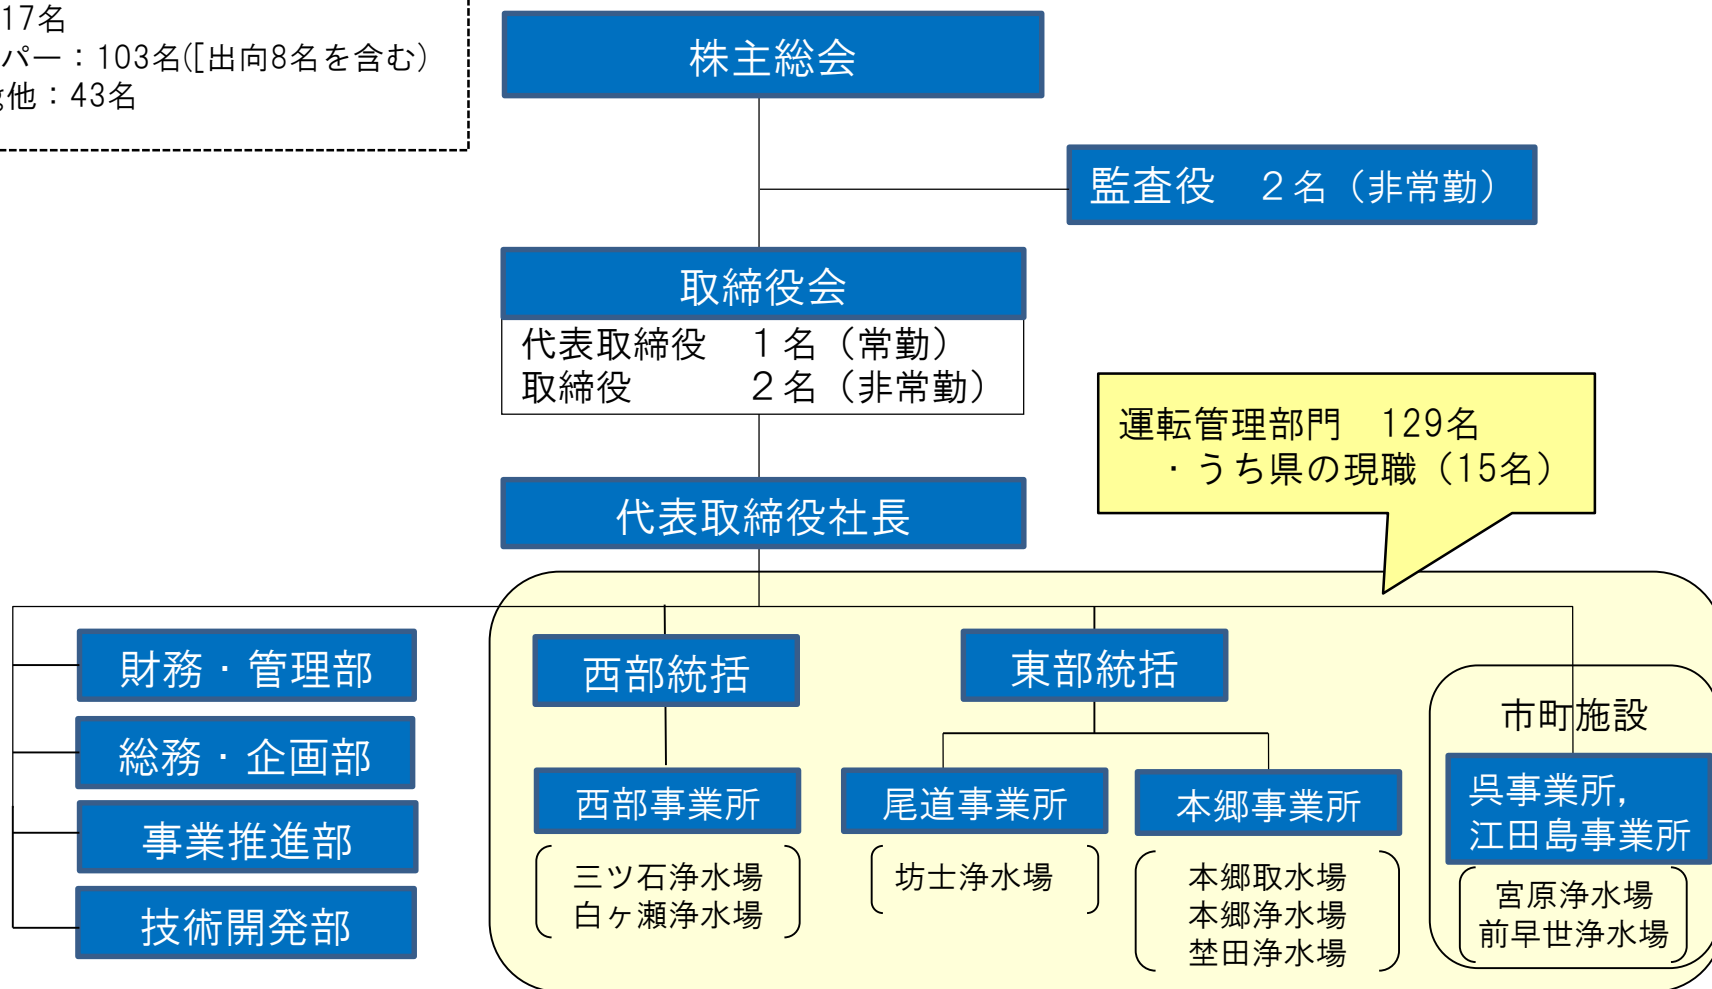 17名
パー：103名([出向8名を含む)
他：43名
株主総会
監査役　２名（非常勤）
取締役会
代表取締役　１名（常勤）
取締役　　　２名（非常勤）
運転管理部門　129名
・うち県の現職（15名）
代表取締役社長
財務・管理部
総務・企画部
事業推進部
技術開発部
西部統括
東部統括
市町施設
西部事業所
尾道事業所
本郷事業所
呉事業所，
江田島事業所
三ツ石浄水場
白ヶ瀬浄水場
坊士浄水場
本郷取水場
本郷浄水場
埜田浄水場
宮原浄水場
前早世浄水場